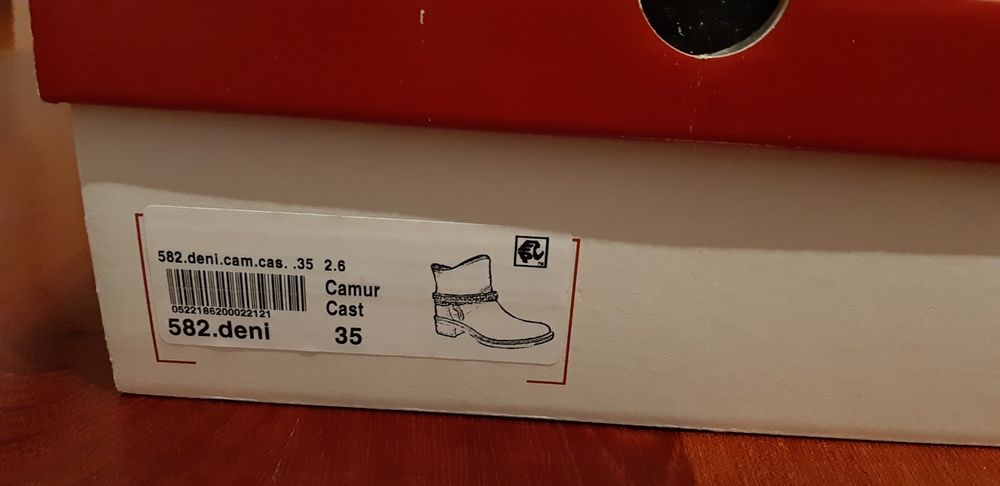 582.deni.cam.cas. .35 2.6
Camur
Cast
0522186200022121
582.deni
35